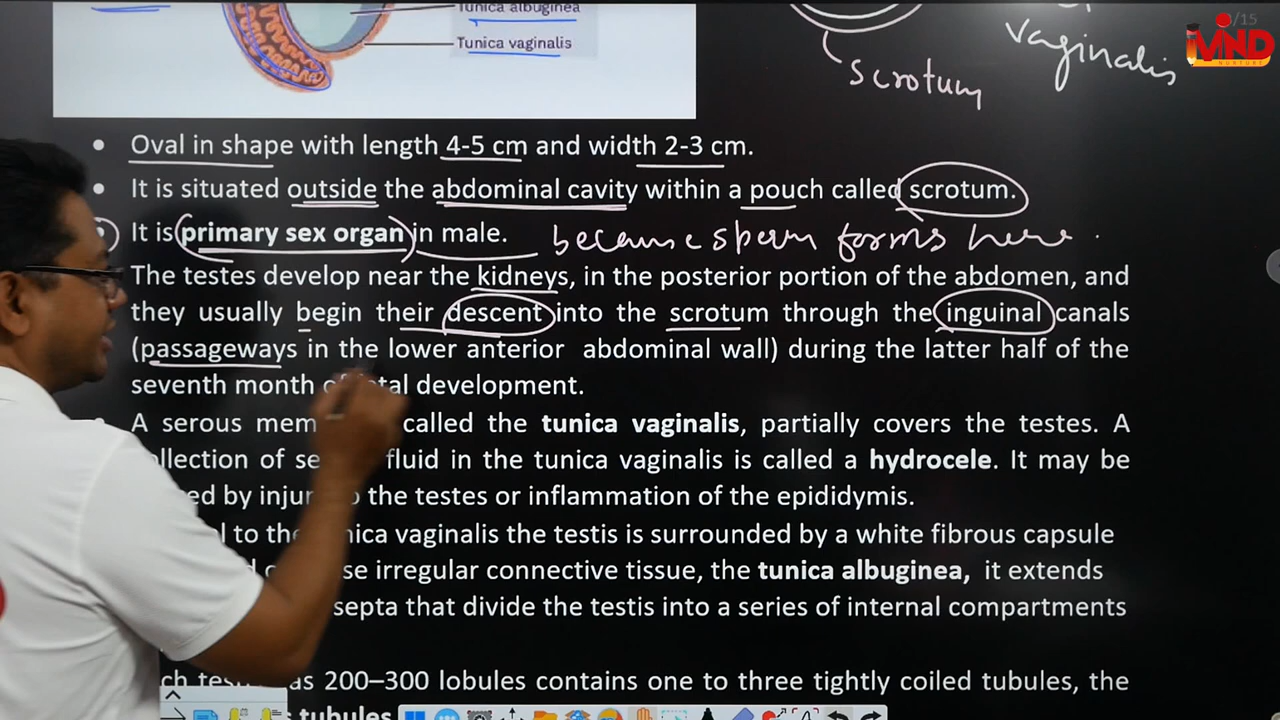 Tunica albuginea
Tunica vaginalis
scrotum
vaginalis
/15
MIND
NURTURE
• Oval in shape with length 4-5 cm and width 2-3 cm.
• It is situated outside the abdominal cavity within a pouch called scrotum.
It is primary sex organ in male. because sperm forms here.
The testes develop near the kidneys, in the posterior portion of the abdomen, and
they usually begin their descent into the scrotum through the inguinal canals
(passageways in the lower anterior abdominal wall) during the latter half of the
seventh month development.
A serous called the tunica vaginalis, partially covers the testes. A
of fluid in the tunica vaginalis is called a hydrocele. It may be
by the testes or inflammation of the epididymis.
to the vaginalis the testis is surrounded by a white fibrous capsule
irregular connective tissue, the tunica albuginea, it extends
septa that divide the testis into a series of internal compartments
200–300 lobules contains one to three tightly coiled tubules, the
tubules